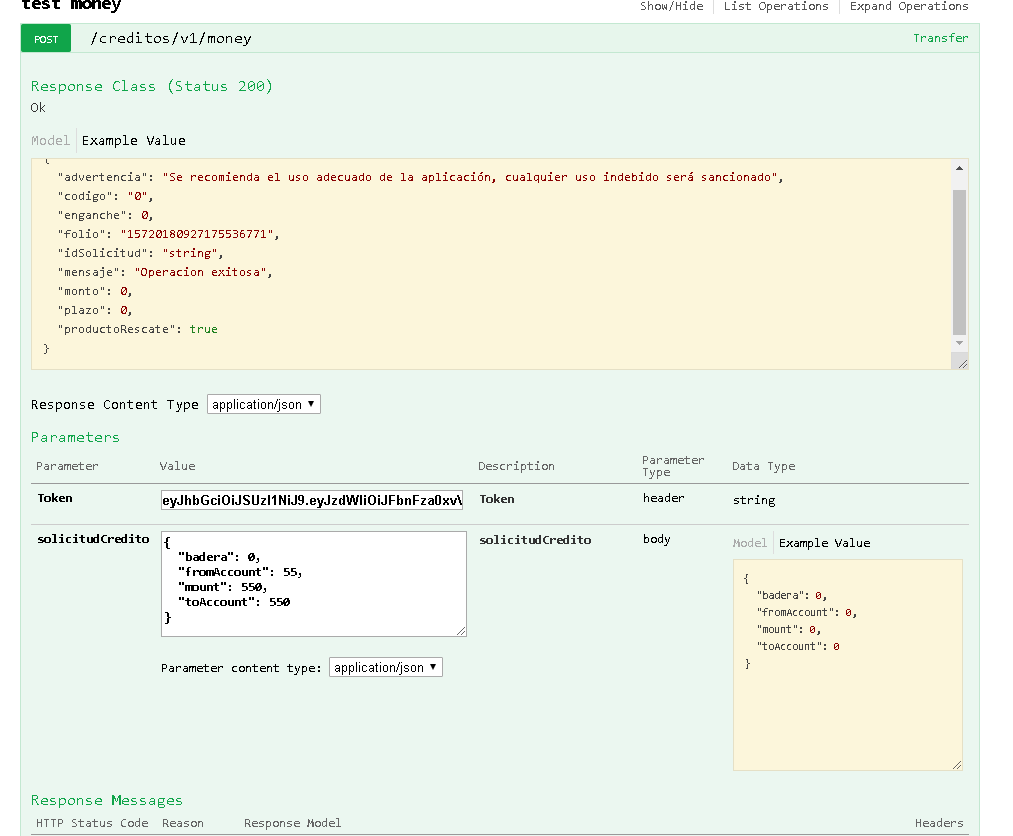 test money
Show/Hide List Operations Expand Operations
POST /creditos/v1/money Transfer
Response Class (Status 200)
Ok
Model Example Value
{
"advertencia": "Se recomienda el uso adecuado de la aplicación, cualquier uso indebido será sancionado",
"codigo": "0",
"enganche": 0,
"folio": "15720180927175536771",
"idSolicitud": "string",
"mensaje": "Operacion exitosa",
"monto": 0,
"plazo": 0,
"productoRescate": true
}
Response Content Type application/json
Parameters
Parameter Value Description Parameter Type Data Type
Token Token header string
solicitudCredito
{
"badera": 0,
"fromAccount": 55,
"mount": 550,
"toAccount": 550
}
Parameter content type: application/json
solicitudCredito body
Model Example Value
{
"badera": 0,
"fromAccount": 0,
"mount": 0,
"toAccount": 0
}
Response Messages
HTTP Status Code Reason Response Model Headers